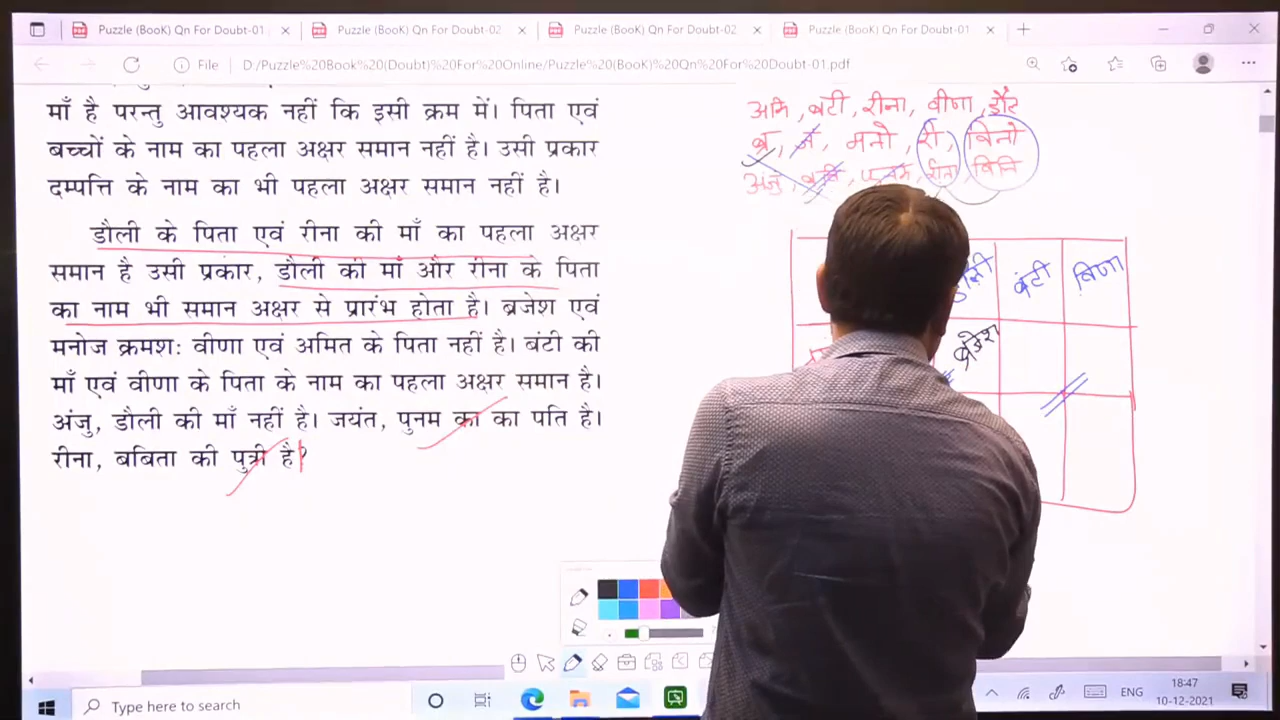 Puzzle (BooK) Qn For Doubt-01
Puzzle (BooK) Qn For Doubt-02
Puzzle (BooK) Qn For Doubt-02
Puzzle (BooK) Qn For Doubt-01
File
D:/Puzzle%20Book%20(Doubt)%20For%20Online/Puzzle%20(Book)%20Qn%20For%20Doubt-01.pdf
माँ है परन्तु आवश्यक नहीं कि इसी क्रम में। पिता एवं
बच्चों के नाम का पहला अक्षर समान नहीं है। उसी प्रकार
दम्पत्ति के नाम का भी पहला अक्षर समान नहीं है।
डौली के पिता एवं रीना की माँ का पहला अक्षर
समान है उसी प्रकार, डौली की माँ और रीना के पिता
का नाम भी समान अक्षर से प्रारंभ होता है। ब्रजेश एवं
मनोज क्रमशः वीणा एवं अमित के पिता नहीं है। बंटी की
माँ एवं वीणा के पिता के नाम का पहला अक्षर समान है।
अंजु, डौली की माँ नहीं है। जयंत, पुनम का का पति है।
रीना, बबिता की पुत्री है?
अमि, बंटी, रीना, वीणा, डौट
ब्र, ज, मनो, री, विनो
अंजु, पुनम, रीता, विनि
बंटी विणा
ब्रजेश
Type here to search
ENG
18:47
10-12-2021